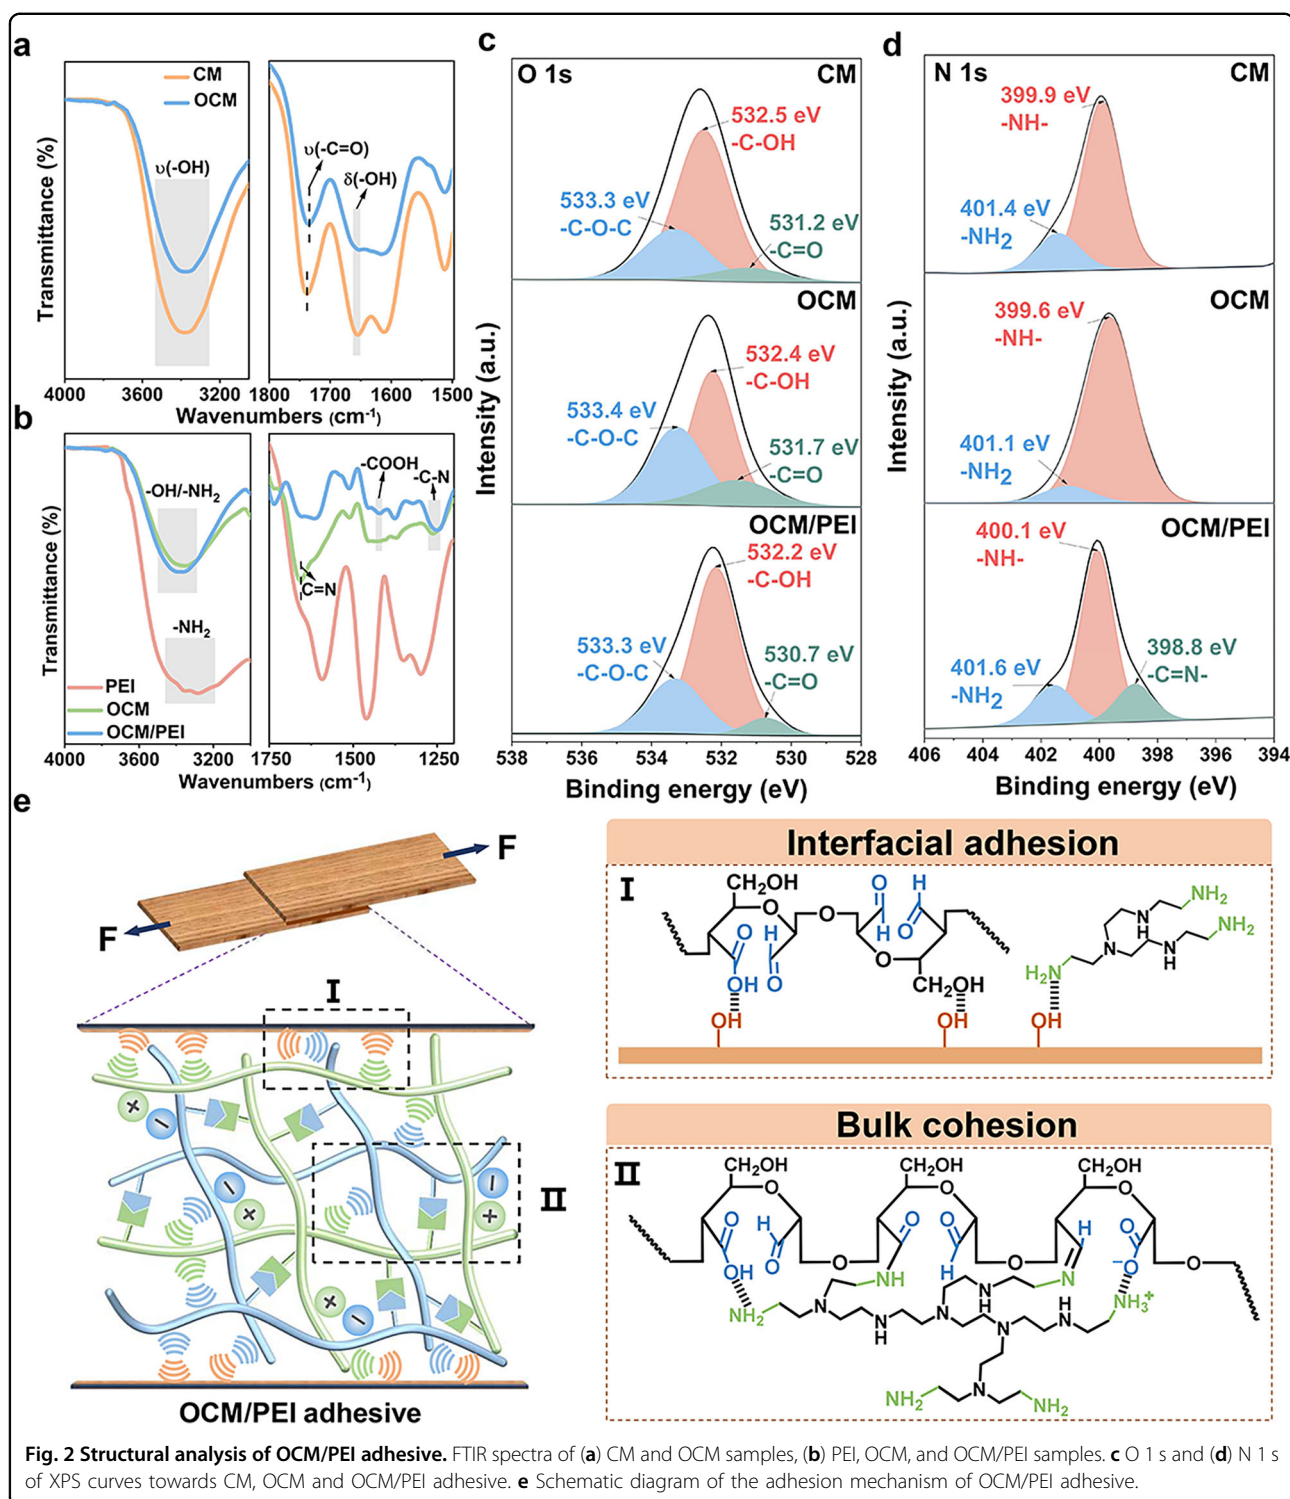 a
CM
OCM
υ(-OH)
υ(-C=O)
δ(-OH)
Transmittance (%)
4000 3600 3200 1800 1700 1600 1500
Wavenumbers (cm-1)
b
-OH/-NH2
-NH2
-COOH
-C-N
C=N
PEI
OCM
OCM/PEI
Transmittance (%)
4000 3600 3200 1750 1500 1250
Wavenumbers (cm-1)
c
O 1s
CM
532.5 eV
-C-OH
533.3 eV
-C-O-C
531.2 eV
-C=O
OCM
532.4 eV
-C-OH
533.4 eV
-C-O-C
531.7 eV
-C=O
OCM/PEI
532.2 eV
-C-OH
533.3 eV
-C-O-C
530.7 eV
-C=O
Intensity (a.u.)
538 536 534 532 530 528
Binding energy (eV)
d
N 1s
CM
399.9 eV
-NH-
401.4 eV
-NH2
OCM
399.6 eV
-NH-
401.1 eV
-NH2
OCM/PEI
400.1 eV
-NH-
401.6 eV
-NH2
398.8 eV
-C=N-
Intensity (a.u.)
406 404 402 400 398 396 394
Binding energy (eV)
e
F
F
I
II
+
−
−
+
−
+
+
−
OCM/PEI adhesive
Interfacial adhesion
I
CH2OH
O
O
O
H
O
H
O
H
O
OH
O
O
CH2OH
NH2
N
H
NH2
N
N
H
H2N
OH
OH
OH
Bulk cohesion
II
CH2OH
CH2OH
CH2OH
O
O
O
O
H
O
O
H
O
O
OH
O
O
H
O
O-
O
NH
N
H
N
NH2
N
N
H
N
N
H
N
H
NH3+
N
NH2
NH2
Fig. 2 Structural analysis of OCM/PEI adhesive. FTIR spectra of (a) CM and OCM samples, (b) PEI, OCM, and OCM/PEI samples. c O 1 s and (d) N 1 s
of XPS curves towards CM, OCM and OCM/PEI adhesive. e Schematic diagram of the adhesion mechanism of OCM/PEI adhesive.